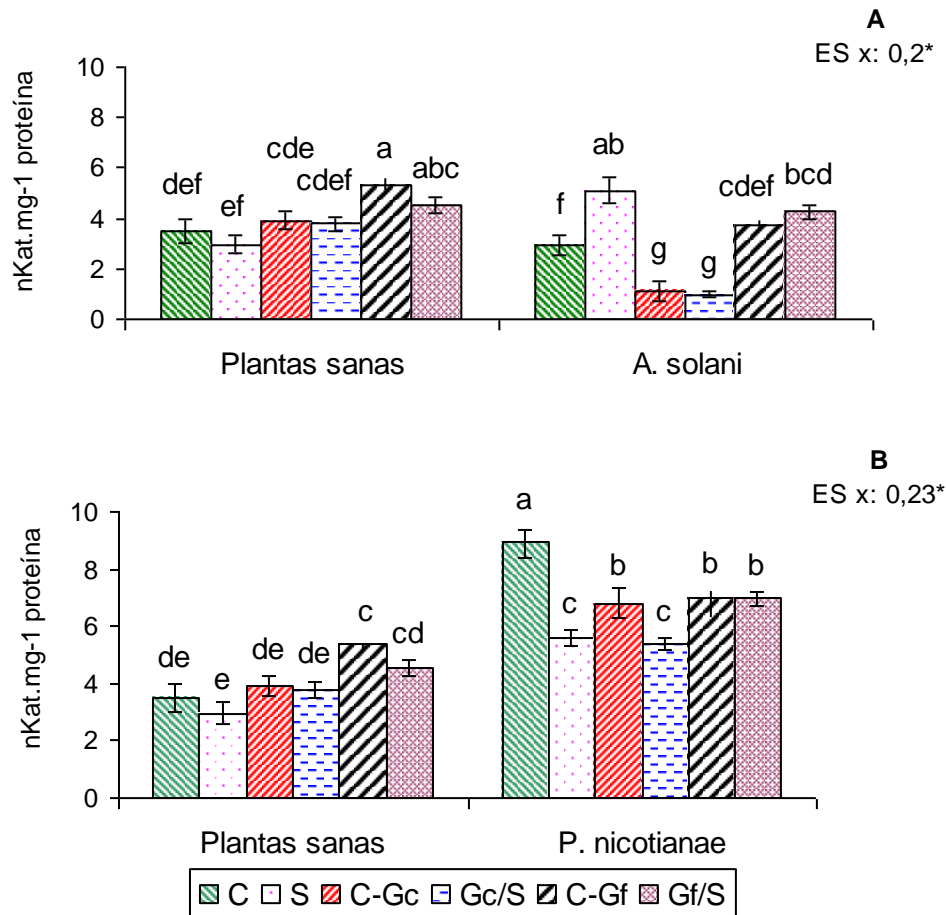 A
ES x: 0,2*
nKat.mg-1 proteína
10
8
6
4
2
0
def
ef
cde
cdef
a
abc
f
ab
g
g
cdef
bcd
Plantas sanas
A. solani
B
ES x: 0,23*
nKat.mg-1 proteína
10
8
6
4
2
0
de
e
de
de
c
cd
a
c
b
c
b
b
Plantas sanas
P. nicotianae
C S C-Gc Gc/S C-Gf Gf/S